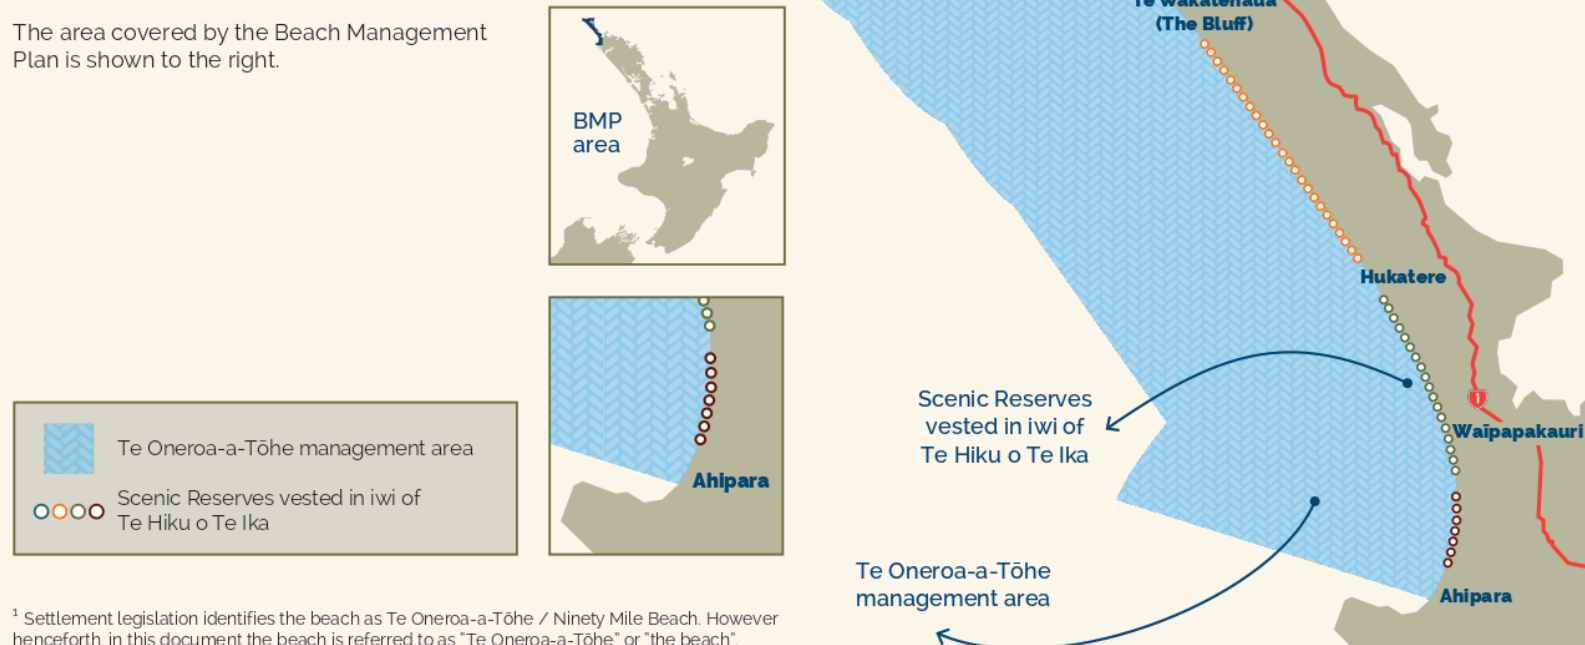 The area covered by the Beach Management
Plan is shown to the right.
BMP
area
Ahipara
Te Oneroa-a-Tōhe management area
Scenic Reserves vested in iwi of
Te Hiku o Te Ika
¹ Settlement legislation identifies the beach as Te Oneroa-a-Tōhe / Ninety Mile Beach. However
henceforth, in this document the beach is referred to as "Te Oneroa-a-Tōhe" or "the beach".
Te Wakatehāua
(The Bluff)
Hukatere
1
Waīpapakauri
Scenic Reserves
vested in iwi of
Te Hiku o Te Ika
Te Oneroa-a-Tōhe
management area
Ahipara